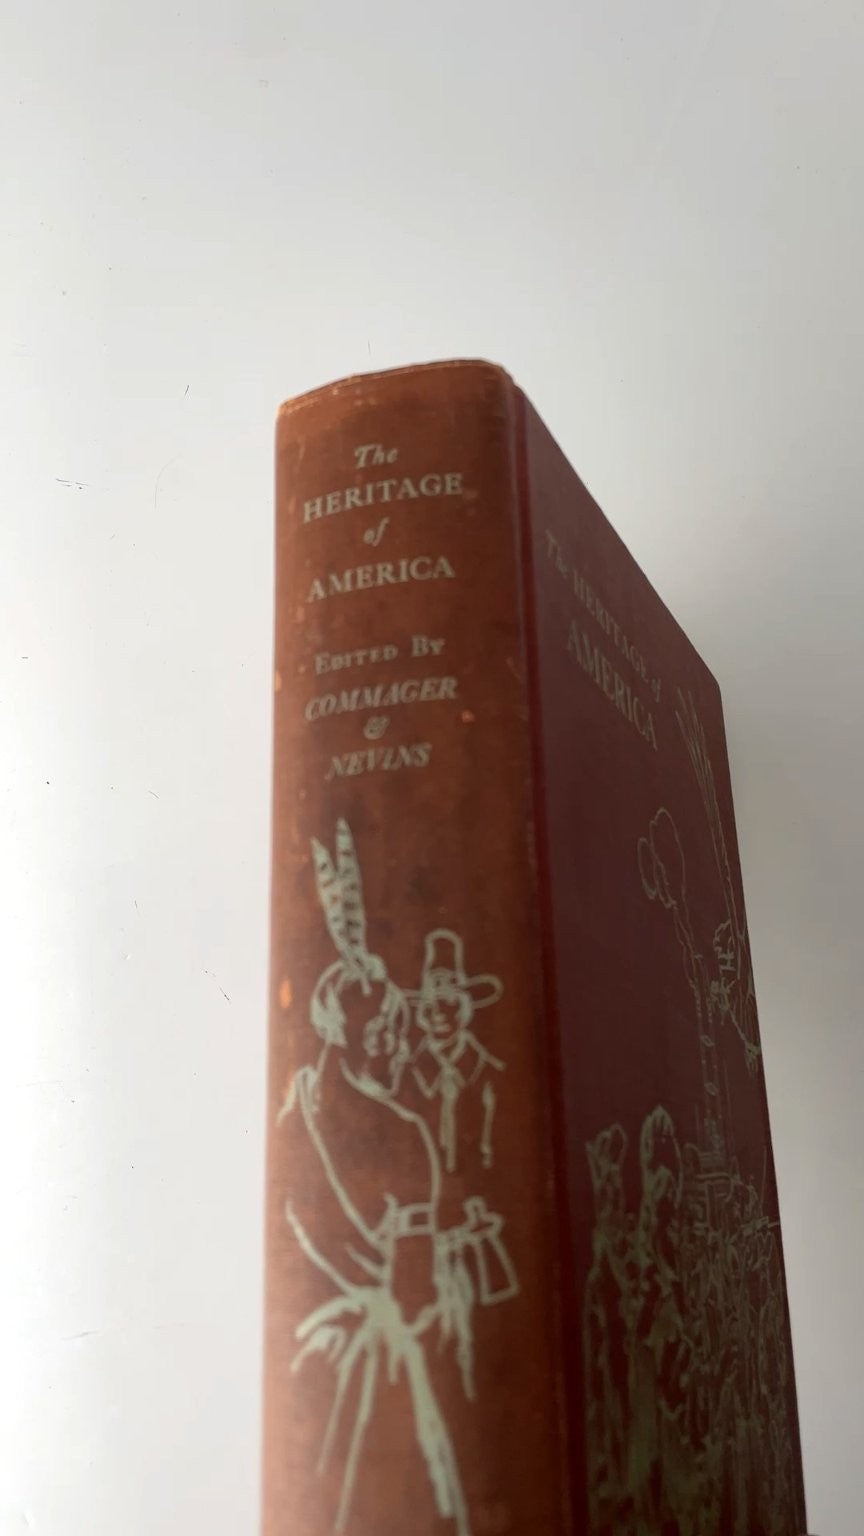 The
HERITAGE
of
AMERICA
EDITED BY
COMMAGER
&
NEVINS
The HERITAGE of
AMERICA